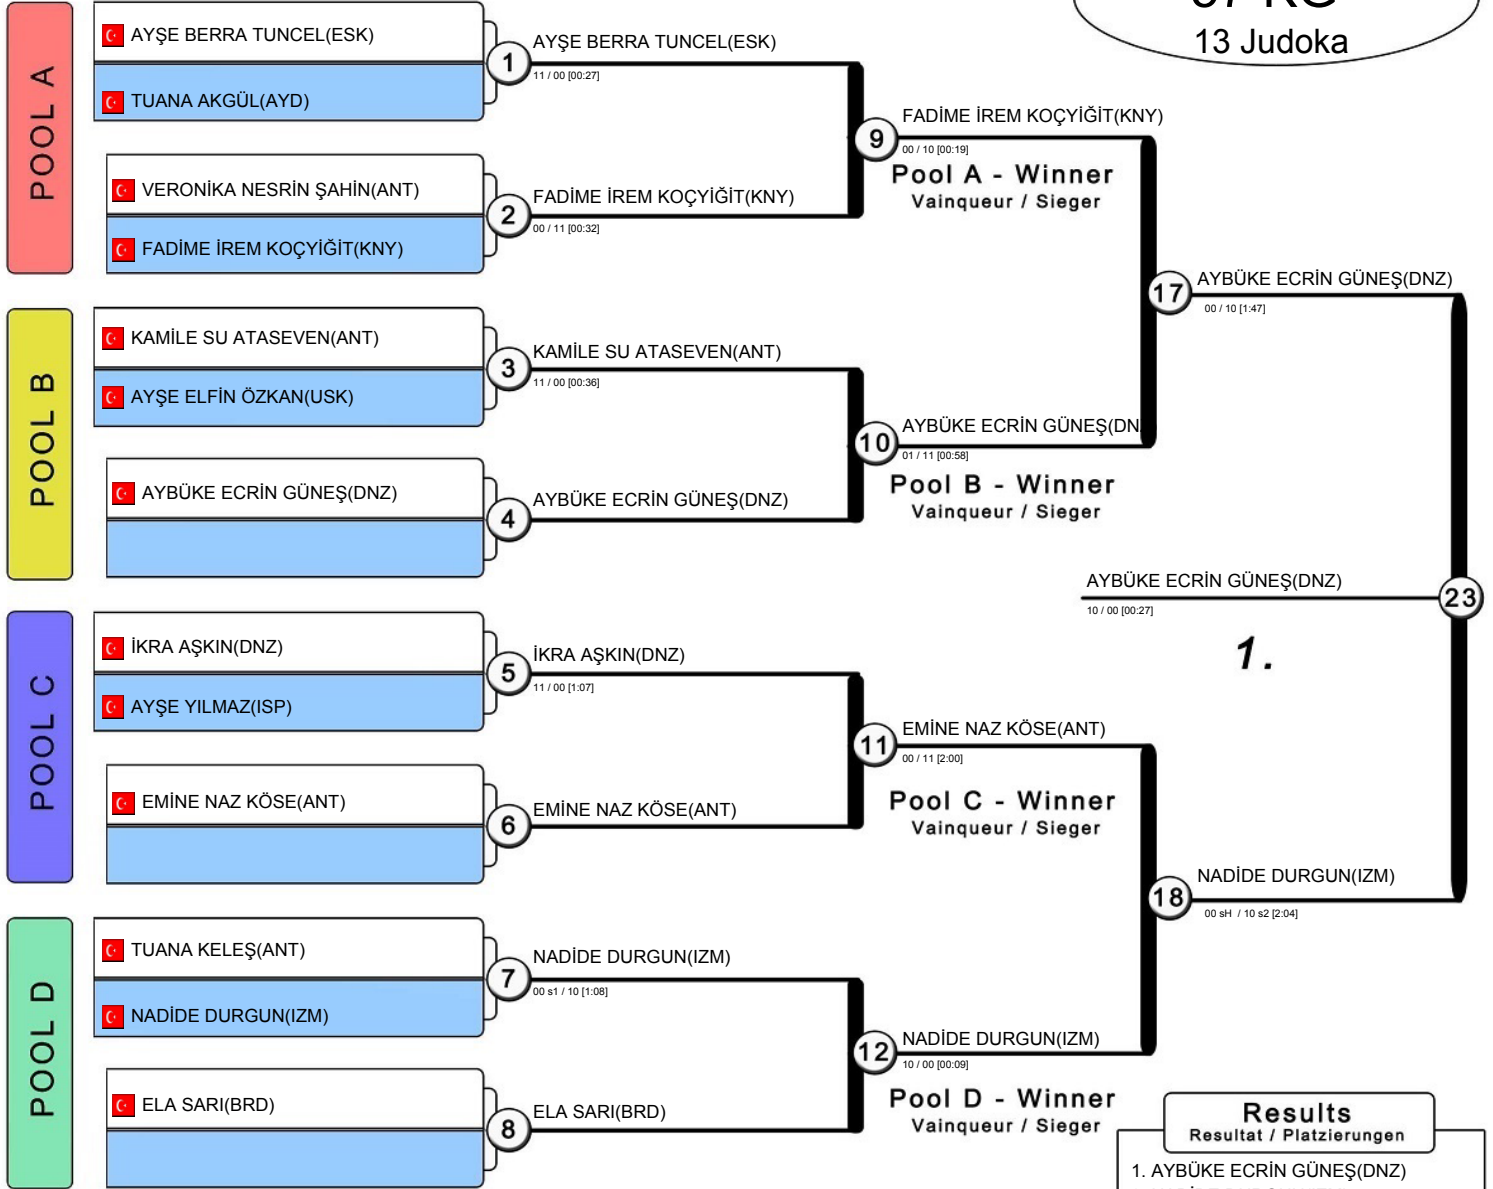 13 Judoka
POOL A
AYŞE BERRA TUNCEL(ESK)
TUANA AKGÜL(AYD)
1
AYŞE BERRA TUNCEL(ESK)
11 / 00 [00:27]
VERONİKA NESRİN ŞAHİN(ANT)
FADİME İREM KOÇYİĞİT(KNY)
2
FADİME İREM KOÇYİĞİT(KNY)
00 / 11 [00:32]
9
FADİME İREM KOÇYİĞİT(KNY)
00 / 10 [00:19]
Pool A - Winner
Vainqueur / Sieger
POOL B
KAMİLE SU ATASEVEN(ANT)
AYŞE ELFİN ÖZKAN(USK)
3
KAMİLE SU ATASEVEN(ANT)
11 / 00 [00:36]
AYBÜKE ECRİN GÜNEŞ(DNZ)
4
AYBÜKE ECRİN GÜNEŞ(DNZ)
10
AYBÜKE ECRİN GÜNEŞ(DN
01 / 11 [00:58]
Pool B - Winner
Vainqueur / Sieger
17
AYBÜKE ECRİN GÜNEŞ(DNZ)
00 / 10 [1:47]
POOL C
İKRA AŞKIN(DNZ)
AYŞE YILMAZ(ISP)
5
İKRA AŞKIN(DNZ)
11 / 00 [1:07]
EMİNE NAZ KÖSE(ANT)
6
EMİNE NAZ KÖSE(ANT)
11
EMİNE NAZ KÖSE(ANT)
00 / 11 [2:00]
Pool C - Winner
Vainqueur / Sieger
POOL D
TUANA KELEŞ(ANT)
NADİDE DURGUN(IZM)
7
NADİDE DURGUN(IZM)
00 s1 / 10 [1:08]
ELA SARI(BRD)
8
ELA SARI(BRD)
12
NADİDE DURGUN(IZM)
10 / 00 [00:09]
Pool D - Winner
Vainqueur / Sieger
18
NADİDE DURGUN(IZM)
00 sH / 10 s2 [2:04]
23
AYBÜKE ECRİN GÜNEŞ(DNZ)
10 / 00 [00:27]
1.
Results
Resultat / Platzierungen
1. AYBÜKE ECRİN GÜNEŞ(DNZ)